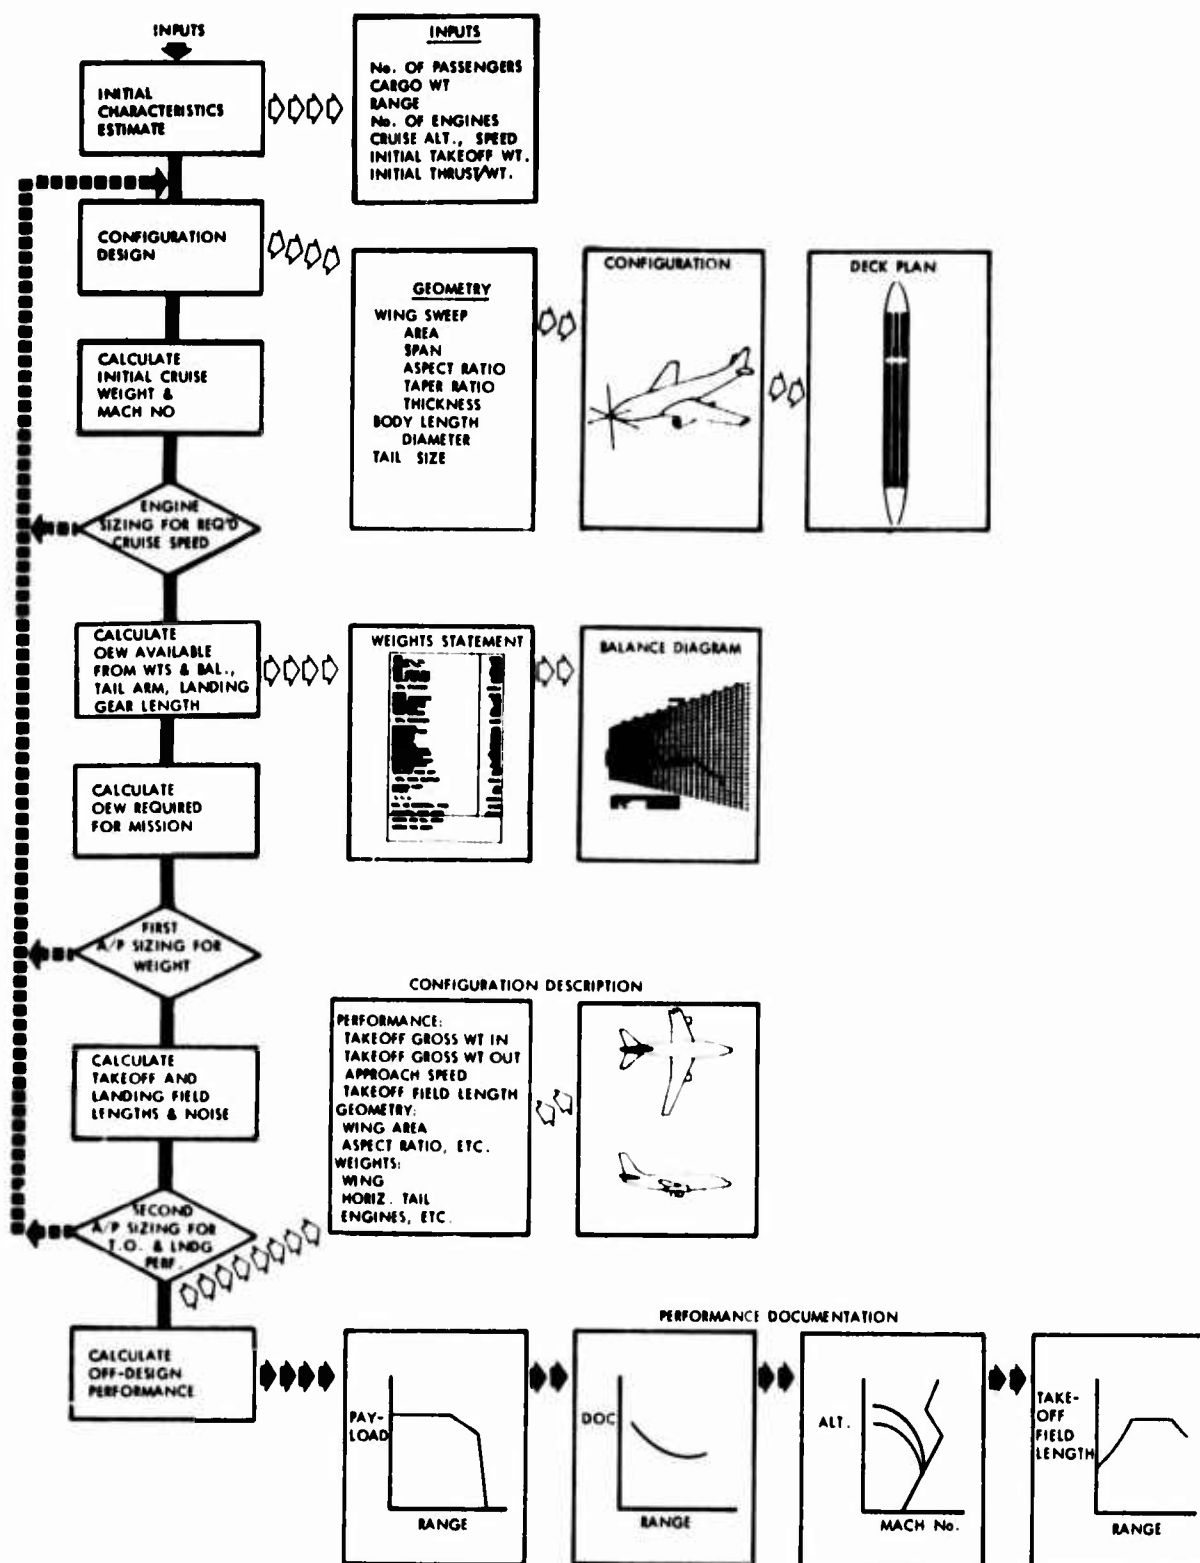 INPUTS
INITIAL
CHARACTERISTICS
ESTIMATE
INPUTS
No. OF PASSENGERS
CARGO WT
RANGE
No. OF ENGINES
CRUISE ALT., SPEED
INITIAL TAKEOFF WT.
INITIAL THRUST/WT.
CONFIGURATION
DESIGN
GEOMETRY
WING SWEEP
AREA
SPAN
ASPECT RATIO
TAPER RATIO
THICKNESS
BODY LENGTH
DIAMETER
TAIL SIZE
CONFIGURATION
DECK PLAN
CALCULATE
INITIAL CRUISE
WEIGHT &
MACH NO
ENGINE
SIZING FOR REQ'D
CRUISE SPEED
CALCULATE
OEW AVAILABLE
FROM WTS & BAL.,
TAIL ARM, LANDING
GEAR LENGTH
WEIGHTS STATEMENT
BALANCE DIAGRAM
CALCULATE
OEW REQUIRED
FOR MISSION
FIRST
A/P SIZING FOR
WEIGHT
CALCULATE
TAKEOFF AND
LANDING FIELD
LENGTHS & NOISE
CONFIGURATION DESCRIPTION
PERFORMANCE:
TAKEOFF GROSS WT IN
TAKEOFF GROSS WT OUT
APPROACH SPEED
TAKEOFF FIELD LENGTH
GEOMETRY:
WING AREA
ASPECT RATIO, ETC.
WEIGHTS:
WING
HORIZ. TAIL
ENGINES, ETC.
SECOND
A/P SIZING FOR
T.O. & LNDG
PERF.
CALCULATE
OFF-DESIGN
PERFORMANCE
PERFORMANCE DOCUMENTATION
PAY-
LOAD
RANGE
DOC
RANGE
ALT.
MACH No.
TAKE-
OFF
FIELD
LENGTH
RANGE